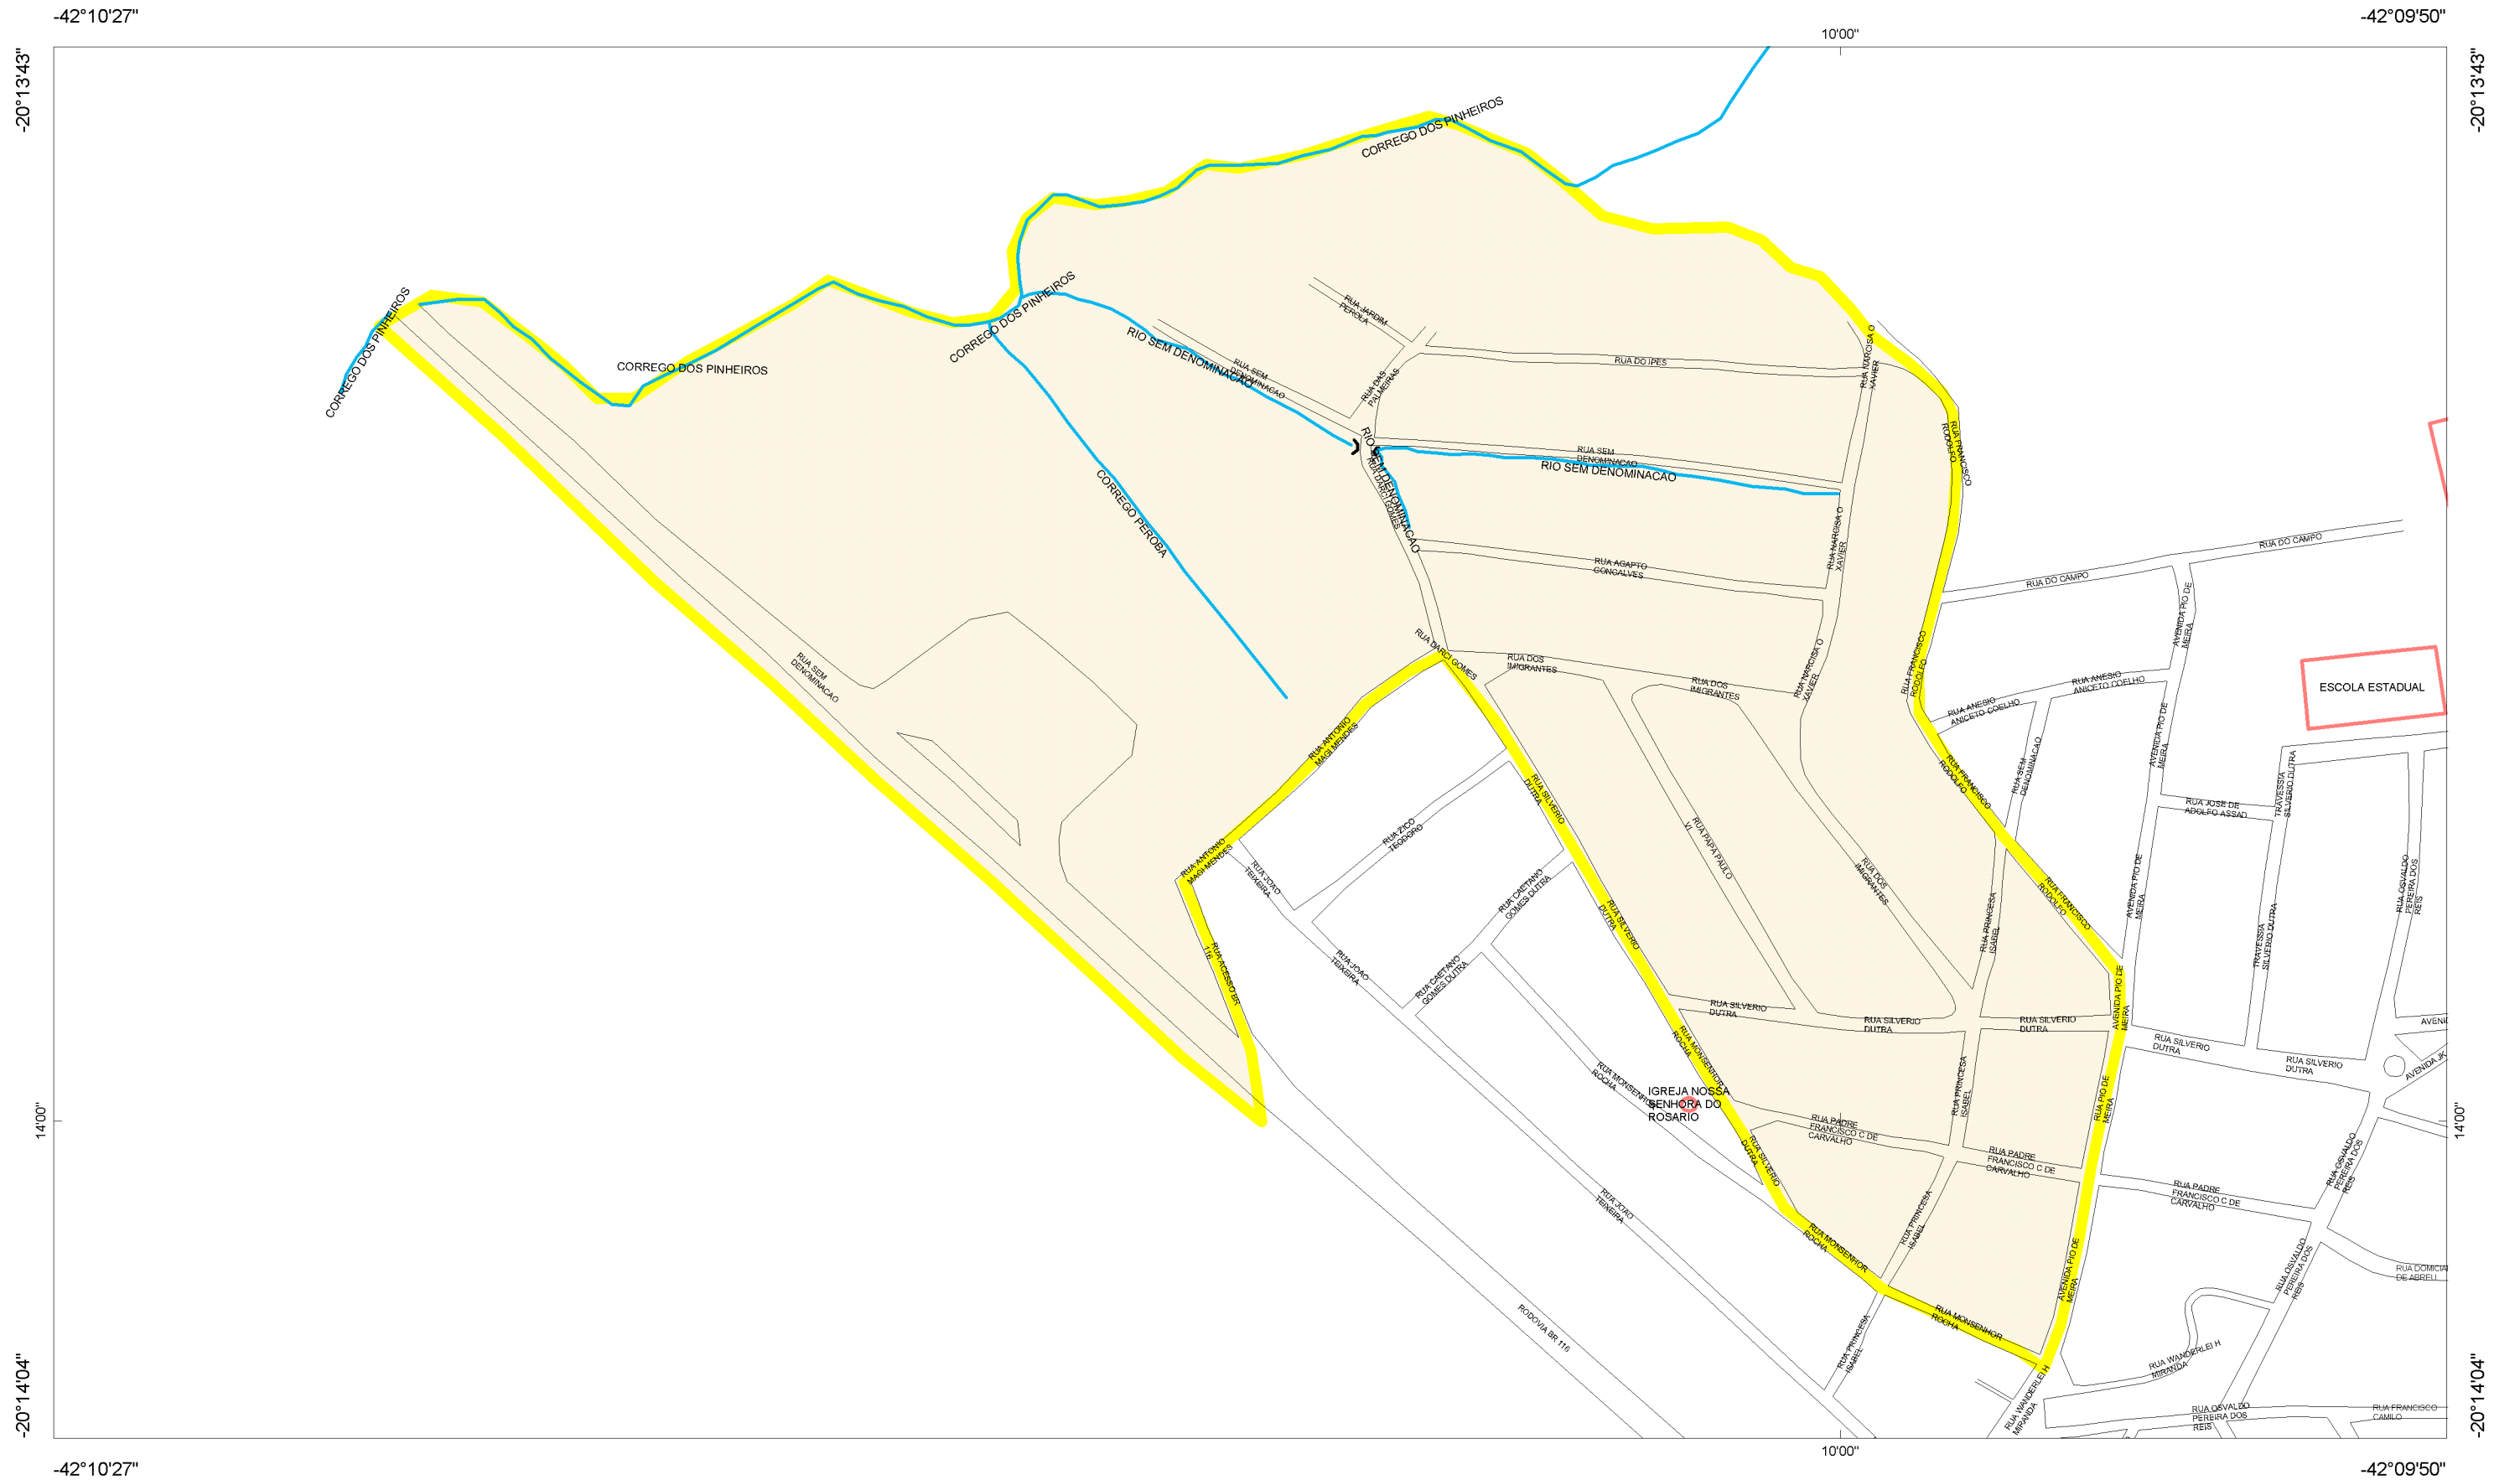 -42°10'27"
-42°09'50"
10'00"
-20°13'43"
-20°13'43"
CORREGO DOS PINHEIROS
CORREGO DOS PINHEIROS
CORREGO DOS PINHEIROS
CORREGO DOS PINHEIROS
RUA JARDIM
PEROLA
RIO SEM DENOMINACAO
RUA SEM
DENOMINACAO
RUA DAS
PALMEIRAS
RUA DO IPES
RUA NARCISA O
XAVIER
RUA FRANCISCO
RODOLFO
RIO SEM DENOMINACAO
RUA DARCI GOMES
RUA SEM
DENOMINACAO
RIO SEM DENOMINACAO
CORREGO PEROBA
RUA NARCISA O
XAVIER
RUA AGAPTO
GONCALVES
RUA DO CAMPO
RUA DO CAMPO
AVENIDA PIO DE
MEIRA
RUA SEM
DENOMINACAO
RUA DARCI GOMES
RUA DOS
IMIGRANTES
RUA DOS
IMIGRANTES
RUA NARCISA O
XAVIER
RUA FRANCISCO
RODOLFO
RUA ANESIO
ANICETO COELHO
RUA ANESIO
ANICETO COELHO
ESCOLA ESTADUAL
RUA ANTONIO
MAGI MENDES
RUA SILVERIO
DUTRA
RUA FRANCISCO
RODOLFO
RUA SEM
DENOMINACAO
AVENIDA PIO DE
MEIRA
RUA JOSE DE
ADOLFO ASSAD
TRAVESSIA
SILVERIO DUTRA
RUA ZICO
TEODORO
RUA PAPA PAULO
VI
RUA DOS
IMIGRANTES
RUA ANTONIO
MAGI MENDES
RUA JOAO
TEIXEIRA
RUA CAETANO
GOMES DUTRA
RUA SILVERIO
DUTRA
RUA PRINCESA
ISABEL
RUA FRANCISCO
RODOLFO
AVENIDA PIO DE
MEIRA
TRAVESSIA
SILVERIO DUTRA
RUA OSVALDO
PEREIRA DOS
REIS
RUA ACESSO BR
116
RUA JOAO
TEIXEIRA
RUA CAETANO
GOMES DUTRA
RUA SILVERIO
DUTRA
RUA SILVERIO
DUTRA
RUA SILVERIO
DUTRA
AVENIDA PIO DE
MEIRA
RUA SILVERIO
DUTRA
RUA SILVERIO
DUTRA
AVENIDA JK
RUA MONSENHOR
ROCHA
RUA MONSENHOR
ROCHA
IGREJA NOSSA
SENHORA DO
ROSARIO
RUA PRINCESA
ISABEL
RUA PIO DE
MEIRA
14'00"
14'00"
RUA PADRE
FRANCISCO C DE
CARVALHO
RUA PADRE
FRANCISCO C DE
CARVALHO
RUA PADRE
FRANCISCO C DE
CARVALHO
RUA OSVALDO
PEREIRA DOS
REIS
RUA SILVERIO
DUTRA
RUA JOAO
TEIXEIRA
RUA MONSENHOR
ROCHA
RUA PRINCESA
ISABEL
AVENIDA PIO DE
MEIRA
RUA OSVALDO
PEREIRA DOS
REIS
RUA DOMICIA
DE ABREU
RODOVIA BR 116
RUA MONSENHOR
ROCHA
RUA PRINCESA
ISABEL
RUA WANDERLEI H
MIRANDA
RUA WANDERLEI H
MIRANDA
RUA OSVALDO
PEREIRA DOS
REIS
RUA FRANCISCO
CAMILO
-20°14'04"
-20°14'04"
10'00"
-42°10'27"
-42°09'50"